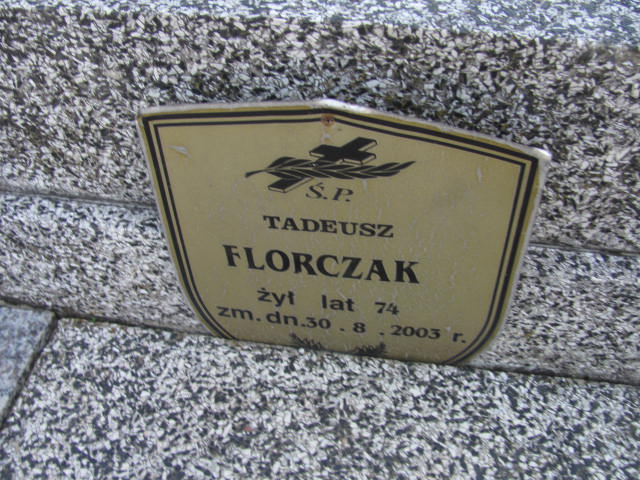 Ś.P.
TADEUSZ
FLORCZAK
żył lat 74
zm. dn. 30.8.2003 r.